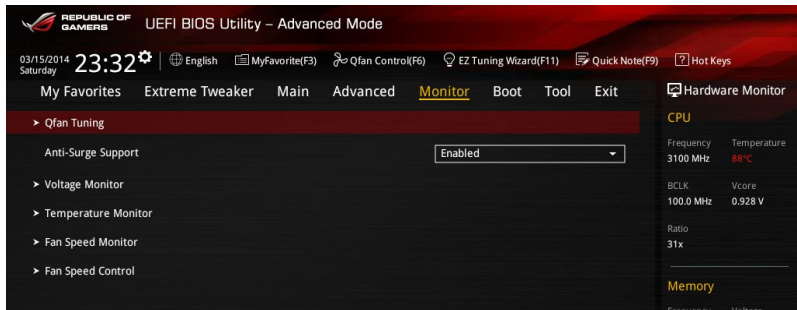 REPUBLIC OF
GAMERS
UEFI BIOS Utility – Advanced Mode
03/15/2014
Saturday
23:32
English
MyFavorite(F3)
Qfan Control(F6)
EZ Tuning Wizard(F11)
Quick Note(F9)
? Hot Keys
My Favorites Extreme Tweaker Main Advanced Monitor Boot Tool Exit
> Qfan Tuning
Anti-Surge Support Enabled
> Voltage Monitor
> Temperature Monitor
> Fan Speed Monitor
> Fan Speed Control
Hardware Monitor
CPU
Frequency Temperature
3100 MHz 88°C
BCLK Vcore
100.0 MHz 0.928 V
Ratio
31x
Memory